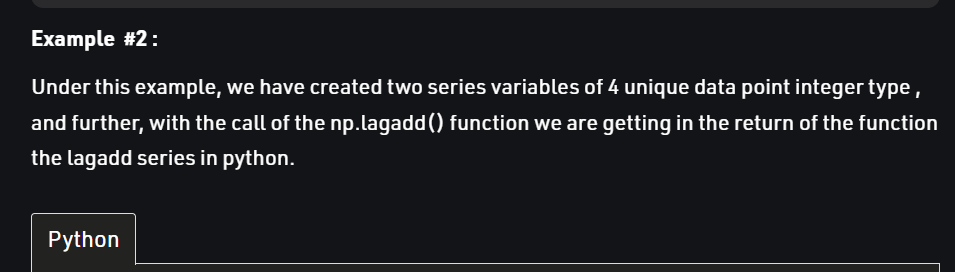 Example #2:
Under this example, we have created two series variables of 4 unique data point integer type ,
and further, with the call of the np.lagadd() function we are getting in the return of the function
the lagadd series in python.
Python